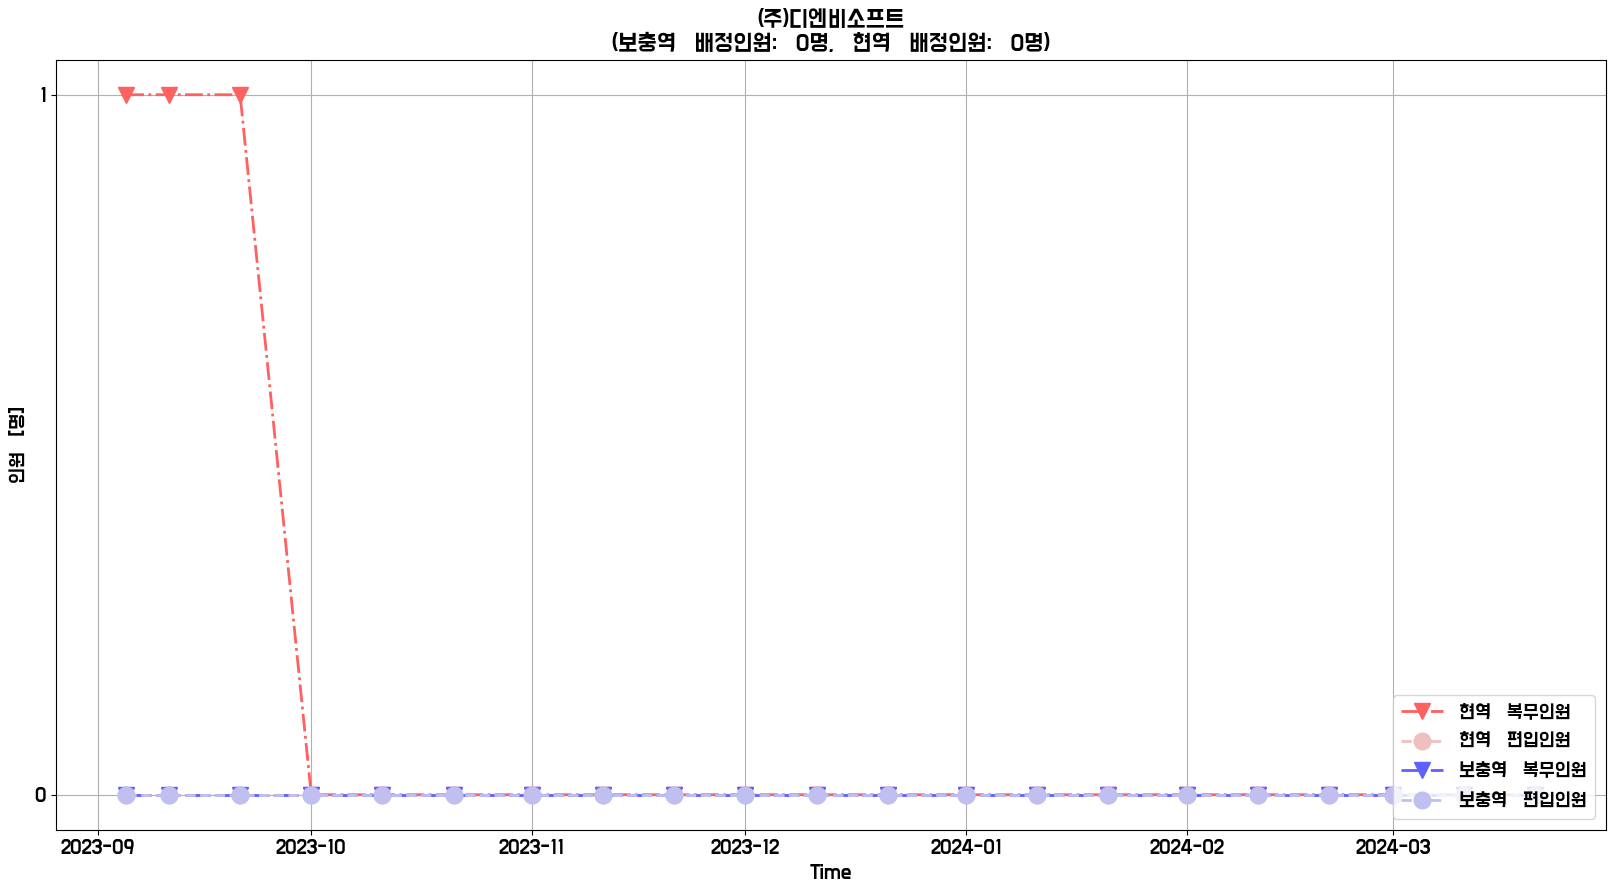 (주)디엔비소프트
(보충역 배정인원: 0명, 현역 배정인원: 0명)
인원 [명]
1
0
현역 복무인원
현역 편입인원
보충역 복무인원
보충역 편입인원
2023-09 2023-10 2023-11 2023-12 2024-01 2024-02 2024-03
Time